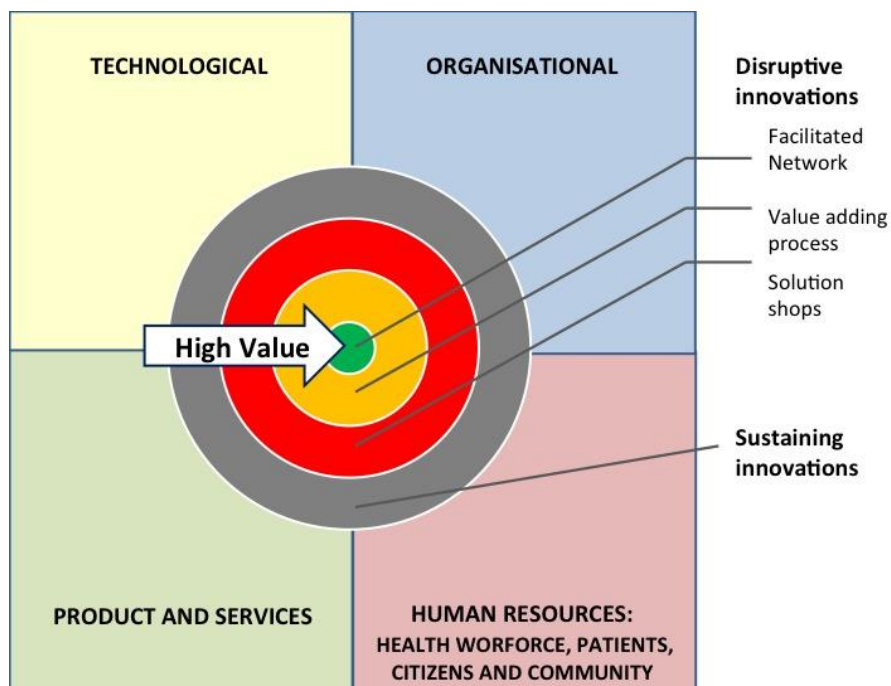 TECHNOLOGICAL
ORGANISATIONAL
Disruptive
innovations
Facilitated
Network
Value adding
process
Solution
shops
High Value
Sustaining
innovations
PRODUCT AND SERVICES
HUMAN RESOURCES:
HEALTH WORFORCE, PATIENTS,
CITIZENS AND COMMUNITY